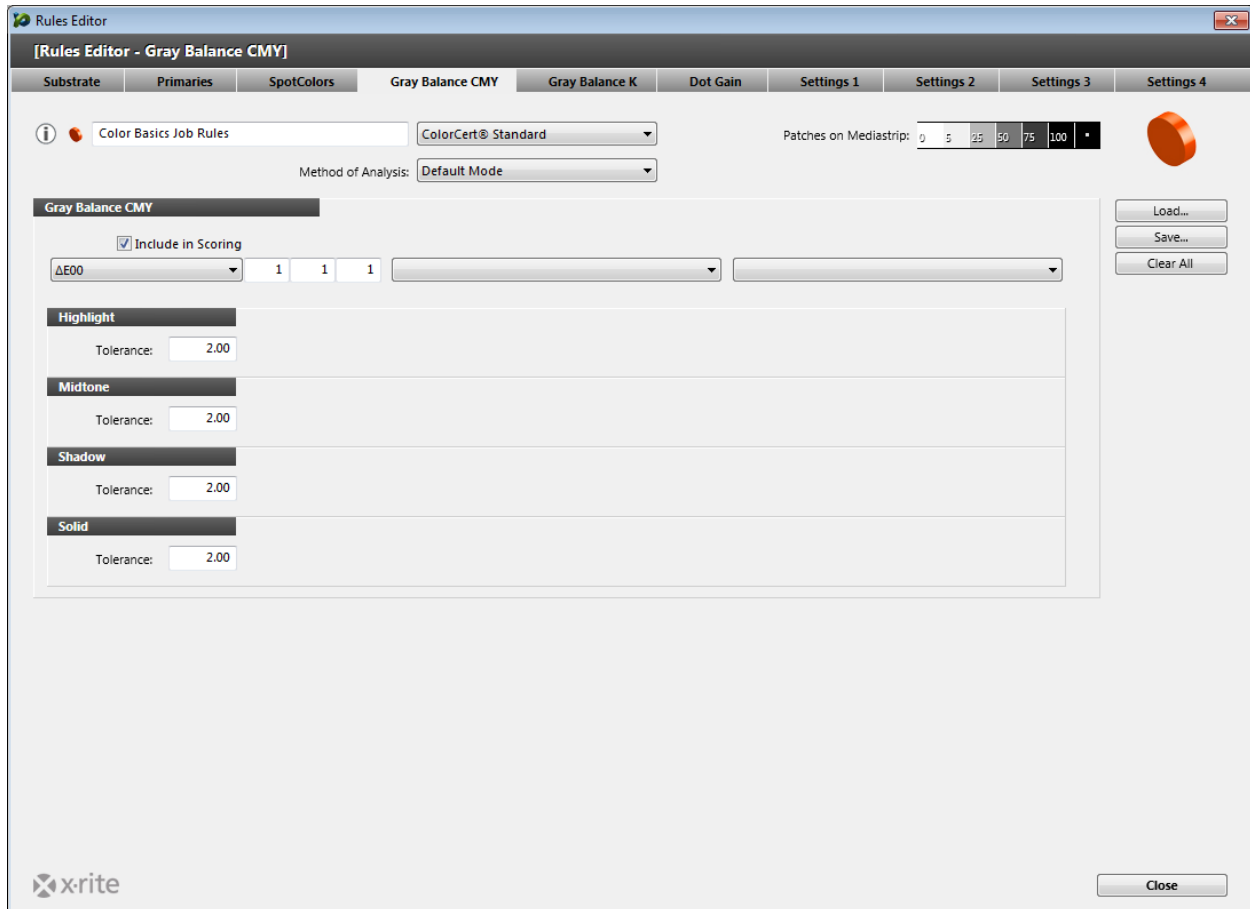 Rules Editor
[Rules Editor - Gray Balance CMY]
Substrate Primaries SpotColors Gray Balance CMY Gray Balance K Dot Gain Settings 1 Settings 2 Settings 3 Settings 4
Color Basics Job Rules ColorCert® Standard Patches on Mediastrip: 0 5 25 50 75 100 *
Method of Analysis: Default Mode
Gray Balance CMY
Load...
Save...
Clear All
Include in Scoring
ΔE00 1 1 1
Highlight
Tolerance: 2.00
Midtone
Tolerance: 2.00
Shadow
Tolerance: 2.00
Solid
Tolerance: 2.00
x·rite
Close